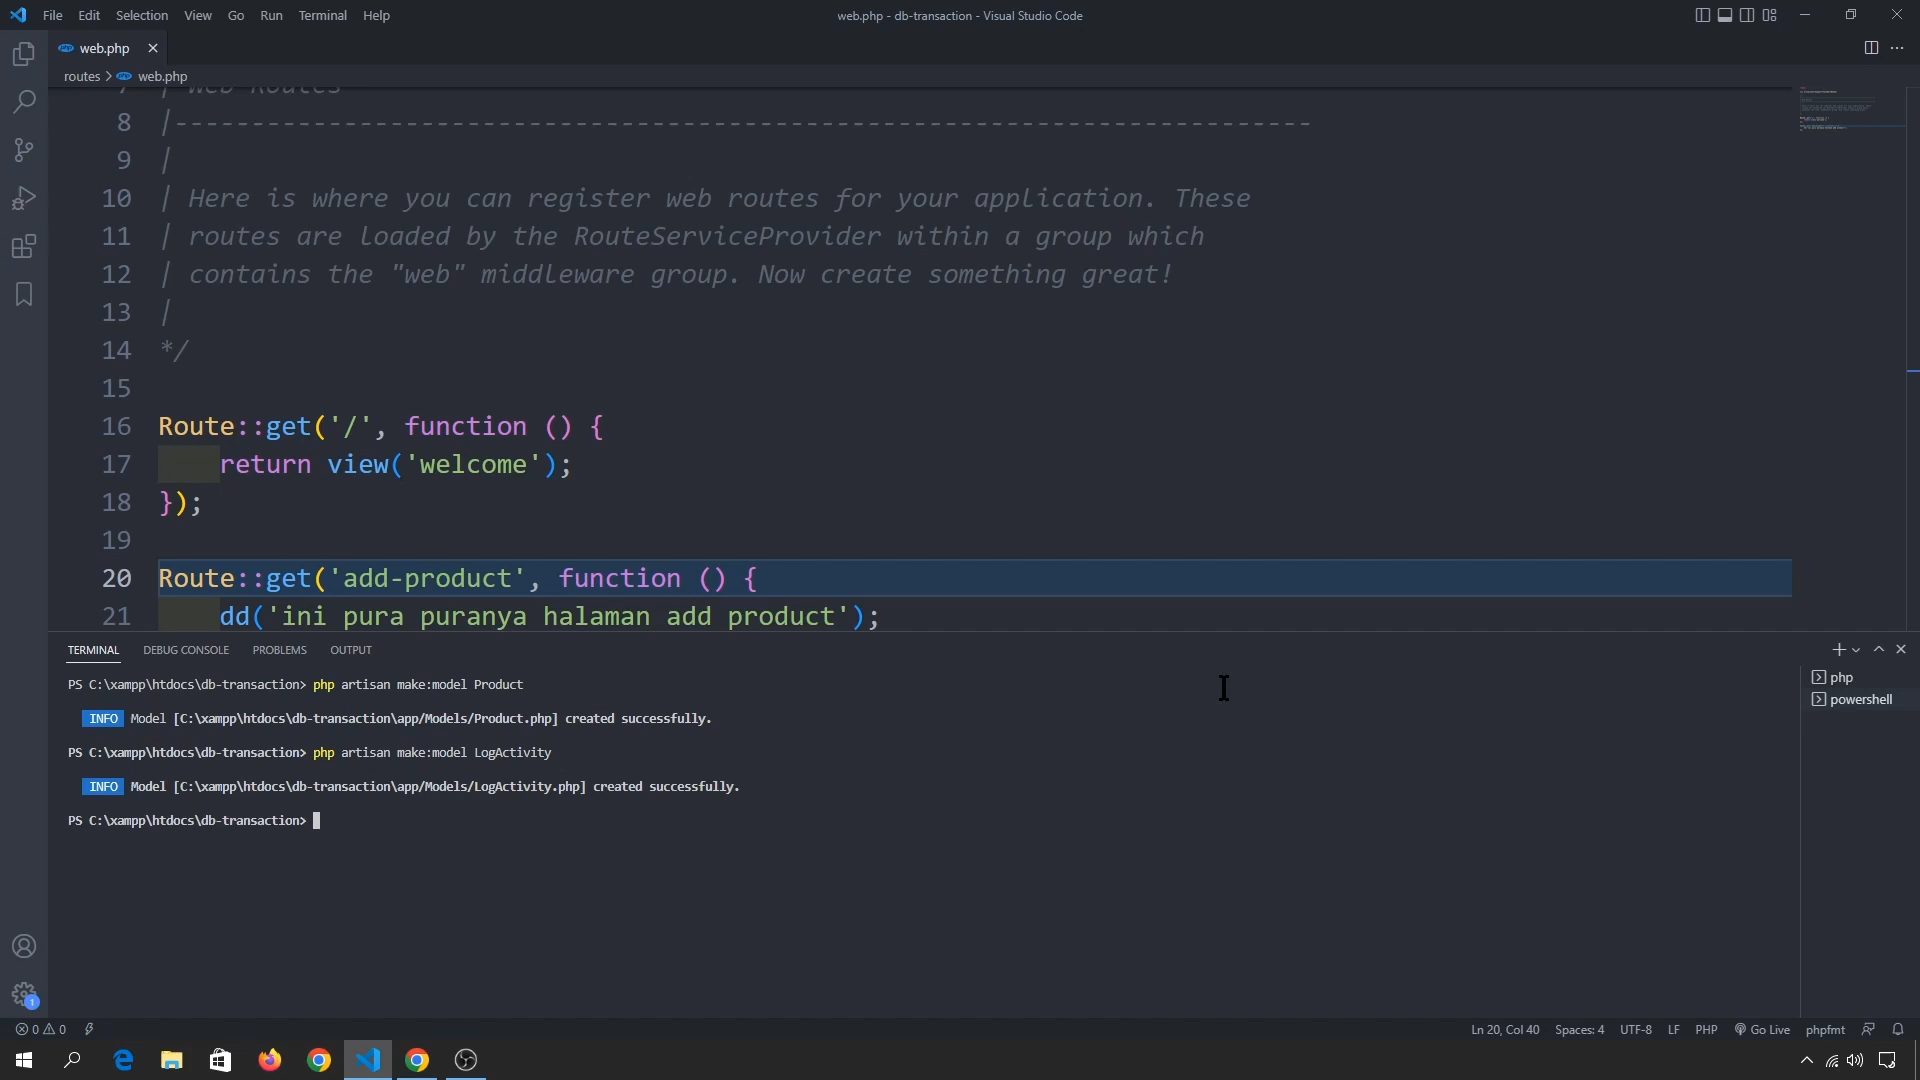 File Edit Selection View Go Run Terminal Help
web.php - db-transaction - Visual Studio Code
web.php
routes > web.php
7 | Web Routes
8 |--------------------------------------------------------------------------
9 |
10 | Here is where you can register web routes for your application. These
11 | routes are loaded by the RouteServiceProvider within a group which
12 | contains the "web" middleware group. Now create something great!
13 |
14 */
15
16 Route::get('/', function () {
17 return view('welcome');
18 });
19
20 Route::get('add-product', function () {
21 dd('ini pura puranya halaman add product');
TERMINAL DEBUG CONSOLE PROBLEMS OUTPUT
PS C:\xampp\htdocs\db-transaction> php artisan make:model Product
INFO Model [C:\xampp\htdocs\db-transaction\app/Models/Product.php] created successfully.
PS C:\xampp\htdocs\db-transaction> php artisan make:model LogActivity
INFO Model [C:\xampp\htdocs\db-transaction\app/Models/LogActivity.php] created successfully.
PS C:\xampp\htdocs\db-transaction>
php
powershell
1
0 0
Ln 20, Col 40 Spaces: 4 UTF-8 LF PHP Go Live phpfmt